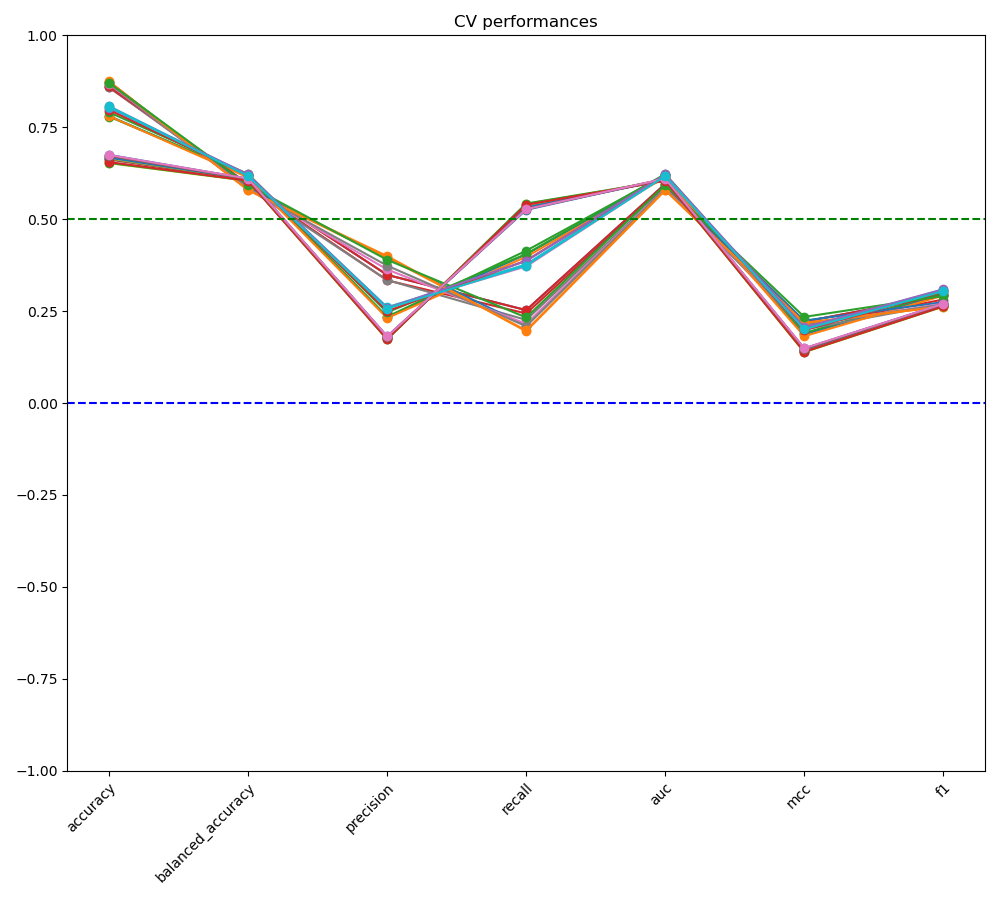 CV performances
1.00
0.75
0.50
0.25
0.00
−0.25
−0.50
−0.75
−1.00
accuracy
balanced_accuracy
precision
recall
auc
mcc
f1